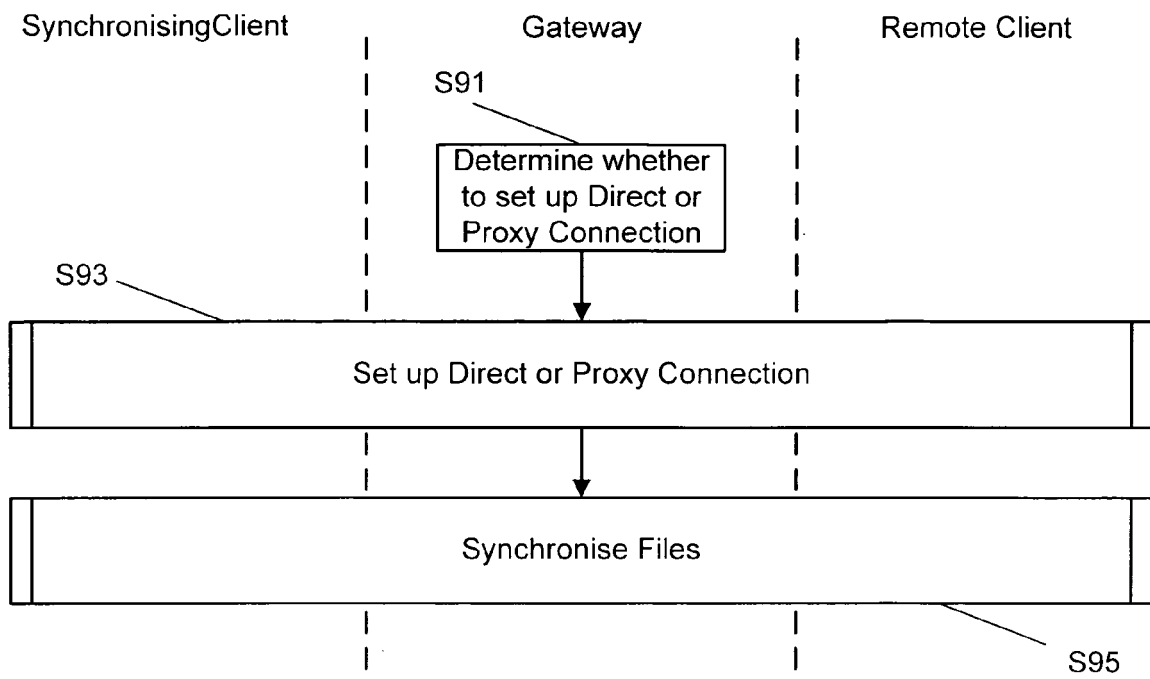 SynchronisingClient
Gateway
Remote Client
S91
Determine whether
to set up Direct or
Proxy Connection
S93
Set up Direct or Proxy Connection
Synchronise Files
S95